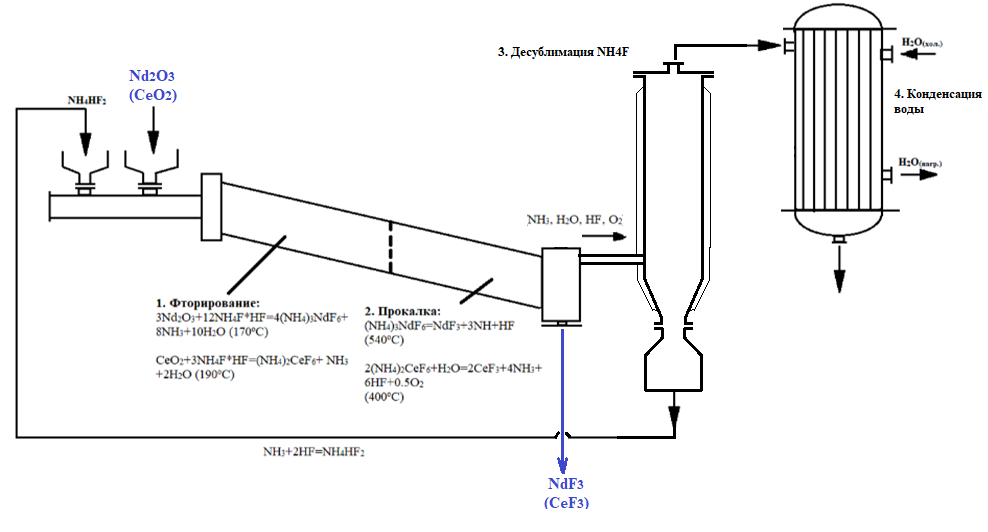 3. Десублимация NH4F
H₂O(хол.)
4. Конденсация
воды
H₂O(нагр.)
Nd2O3
(CeO2)
NH₄HF₂
NH₃, H₂O, HF, O₂
1. Фторирование:
3Nd₂O₃+12NH₄F*HF=4(NH₄)₃NdF₆+
8NH₃+10H₂O (170°C)
CeO₂+3NH₄F*HF=(NH₄)₂CeF₆+ NH₃
+2H₂O (190°C)
2. Прокалка:
(NH₄)₃NdF₆=NdF₃+3NH+HF
(540°C)
2(NH₄)₂CeF₆+H₂O=2CeF₃+4NH₃+
6HF+0.5O₂
(400°C)
NH₃+2HF=NH₄HF₂
NdF3
(CeF3)